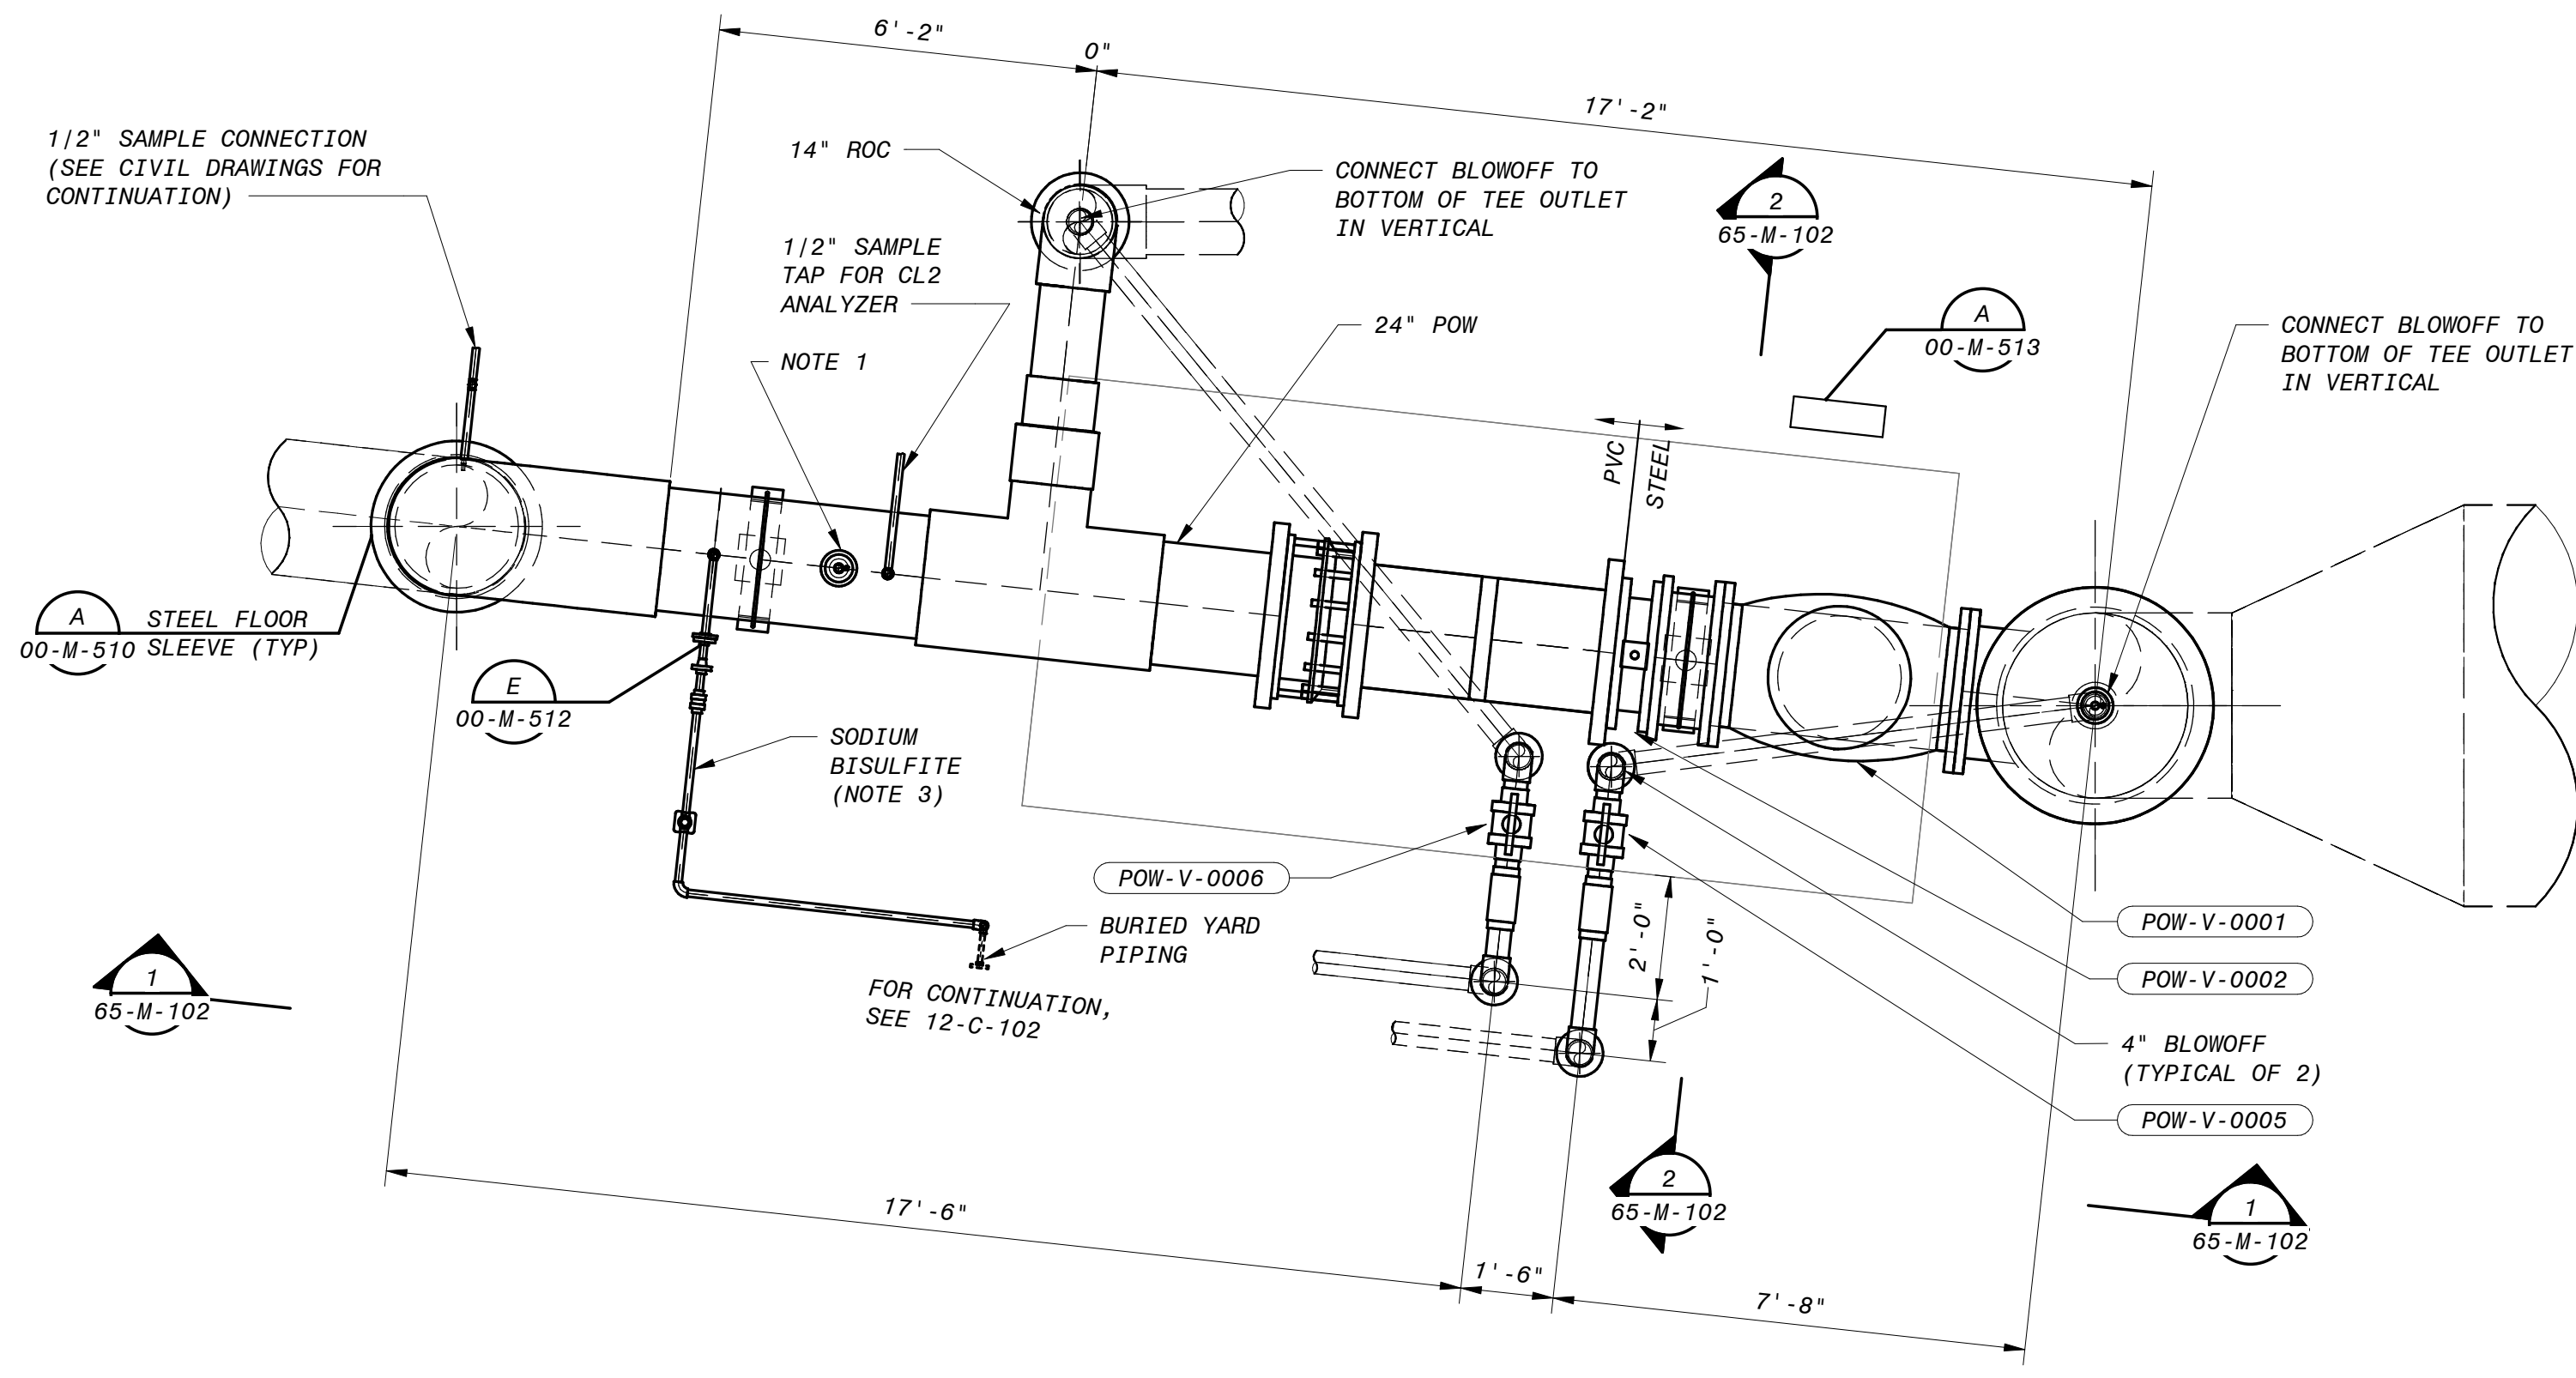 6'-2"
0"
17'-2"
1/2" SAMPLE CONNECTION
(SEE CIVIL DRAWINGS FOR
CONTINUATION)
14" ROC
CONNECT BLOWOFF TO
BOTTOM OF TEE OUTLET
IN VERTICAL
2
65-M-102
1/2" SAMPLE
TAP FOR CL2
ANALYZER
24" POW
A
00-M-513
CONNECT BLOWOFF TO
BOTTOM OF TEE OUTLET
IN VERTICAL
NOTE 1
PVC
STEEL
A
00-M-510
STEEL FLOOR
SLEEVE (TYP)
E
00-M-512
SODIUM
BISULFITE
(NOTE 3)
POW-V-0006
BURIED YARD
PIPING
FOR CONTINUATION,
SEE 12-C-102
2'-0"
1'-0"
POW-V-0001
POW-V-0002
4" BLOWOFF
(TYPICAL OF 2)
POW-V-0005
1
65-M-102
2
65-M-102
1
65-M-102
17'-6"
1'-6"
7'-8"